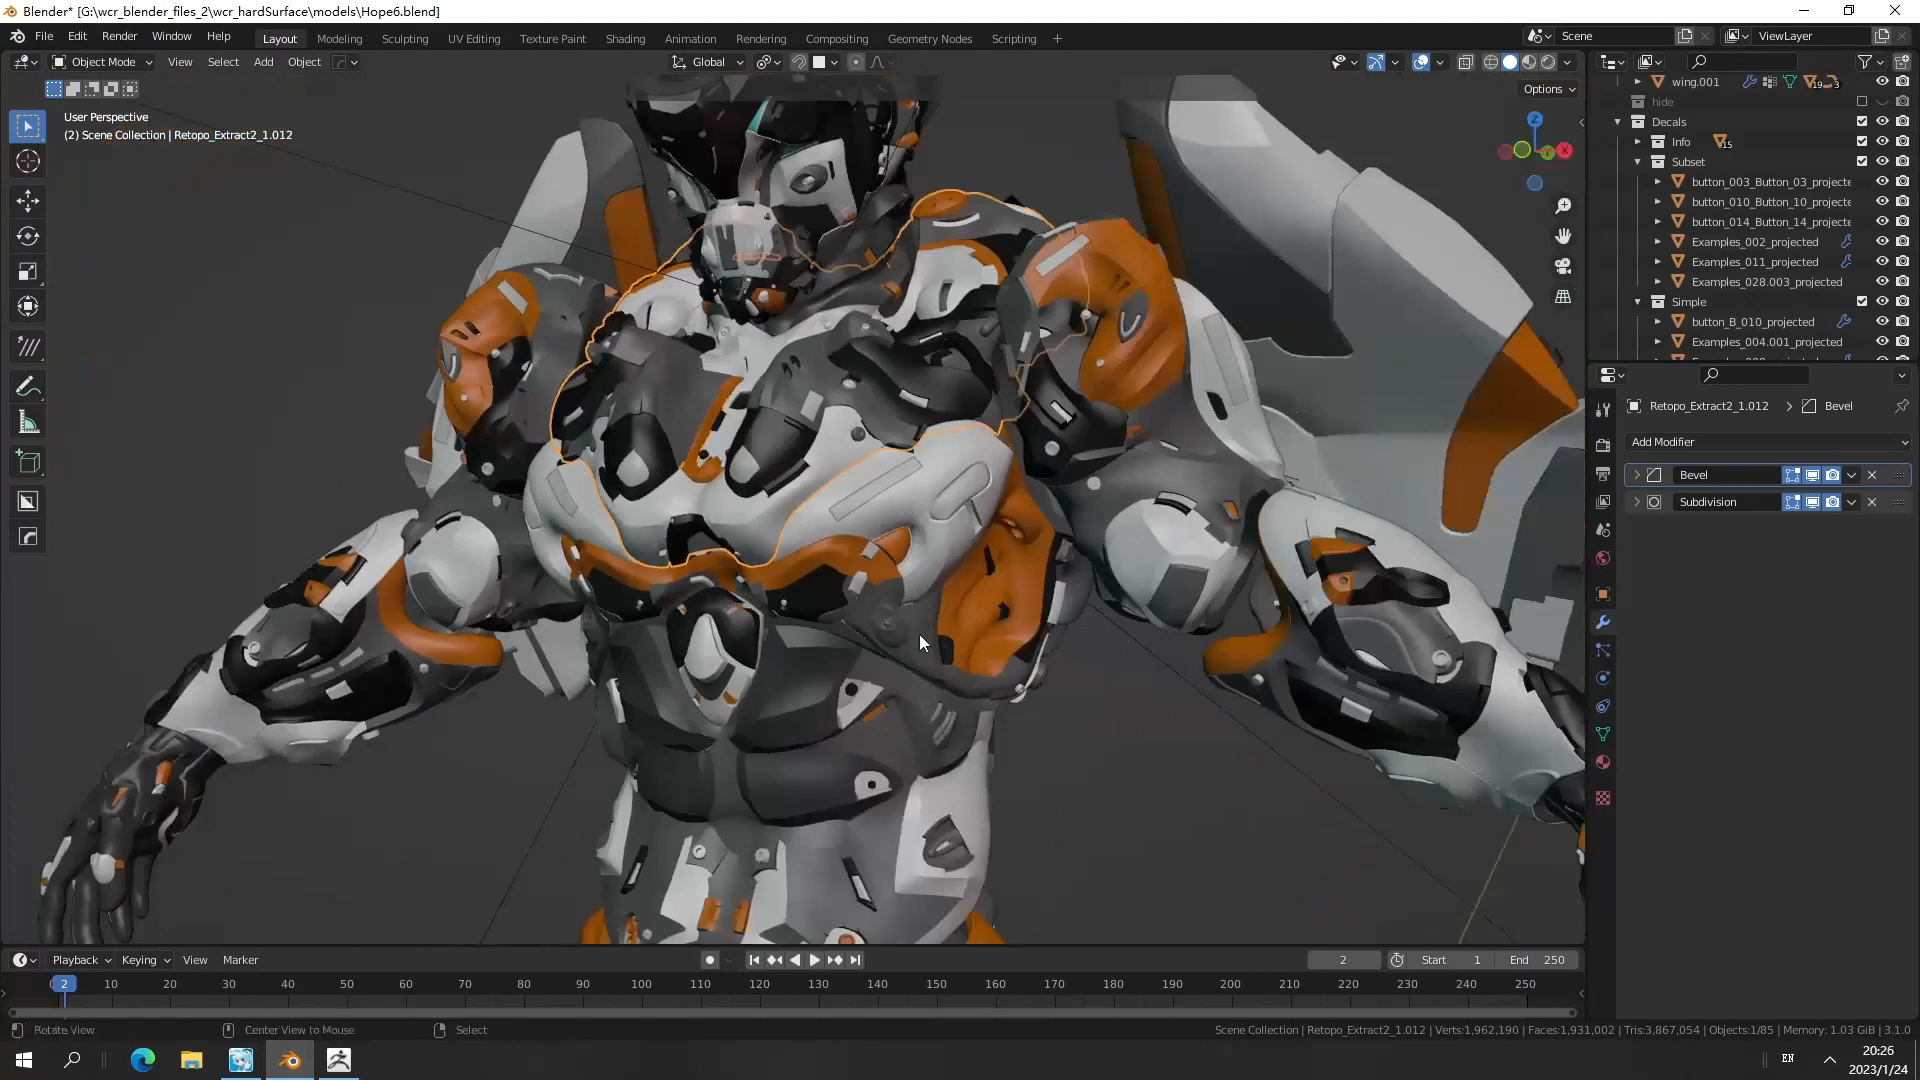 Blender* [G:\wcr_blender_files_2\wcr_hardSurface\models\Hope6.blend]
File Edit Render Window Help Layout Modeling Sculpting UV Editing Texture Paint Shading Animation Rendering Compositing Geometry Nodes Scripting + Scene ViewLayer
Object Mode View Select Add Object Global
Options
User Perspective
(2) Scene Collection | Retopo_Extract2_1.012
Z
X
wing.001 19 3
hide
Decals
Info 15
Subset
button_003_Button_03_projecte
button_010_Button_10_projecte
button_014_Button_14_projecte
Examples_002_projected
Examples_011_projected
Examples_028.003_projected
Simple
button_B_010_projected
Examples_004.001_projected
Retopo_Extract2_1.012 Bevel
Add Modifier
Bevel
Subdivision
Playback Keying View Marker 2 Start 1 End 250
2 10 20 30 40 50 60 70 80 90 100 110 120 130 140 150 160 170 180 190 200 210 220 230 240 250
Rotate View Center View to Mouse Select Scene Collection | Retopo_Extract2_1.012 | Verts:1,962,190 | Faces:1,931,002 | Tris:3,867,054 | Objects:1/85 | Memory: 1.03 GiB | 3.1.0
EN
20:26
2023/1/24